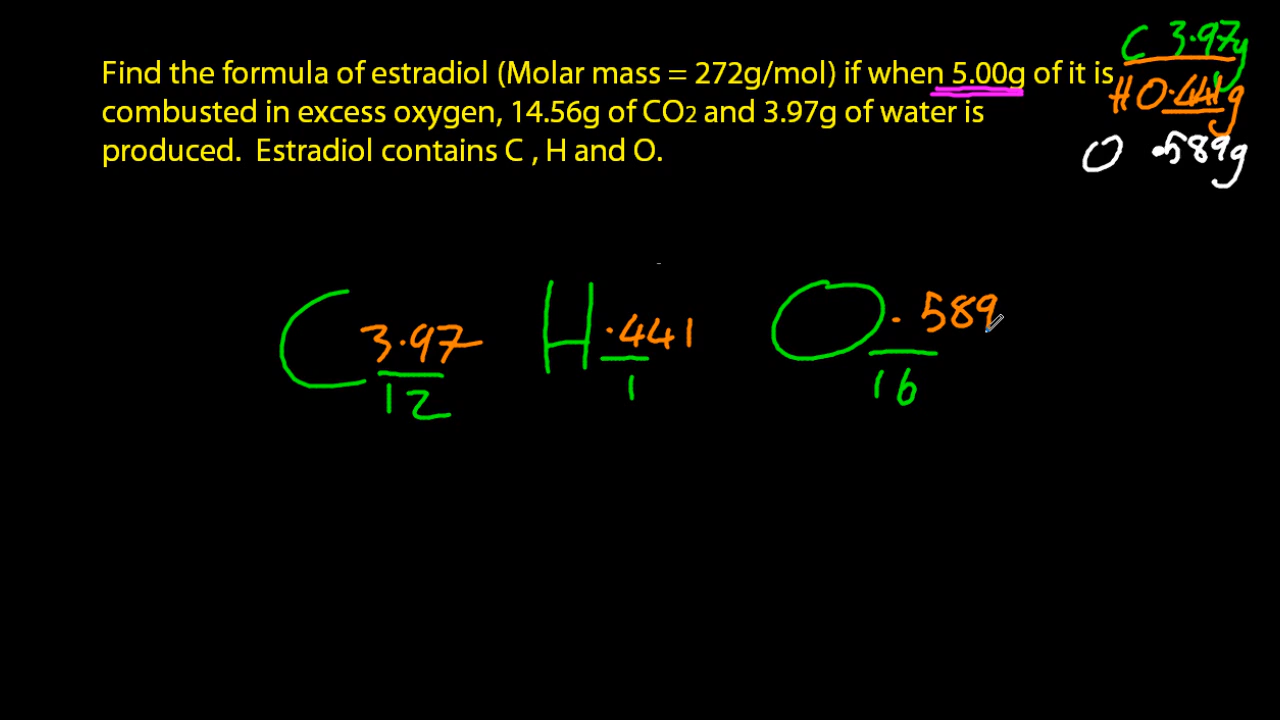 Find the formula of estradiol (Molar mass = 272g/mol) if when 5.00g of it is
combusted in excess oxygen, 14.56g of CO2 and 3.97g of water is
produced. Estradiol contains C , H and O.
C 3.97g
H 0.441g
O .589g
C 3.97 H .441 O .589
12 1 16